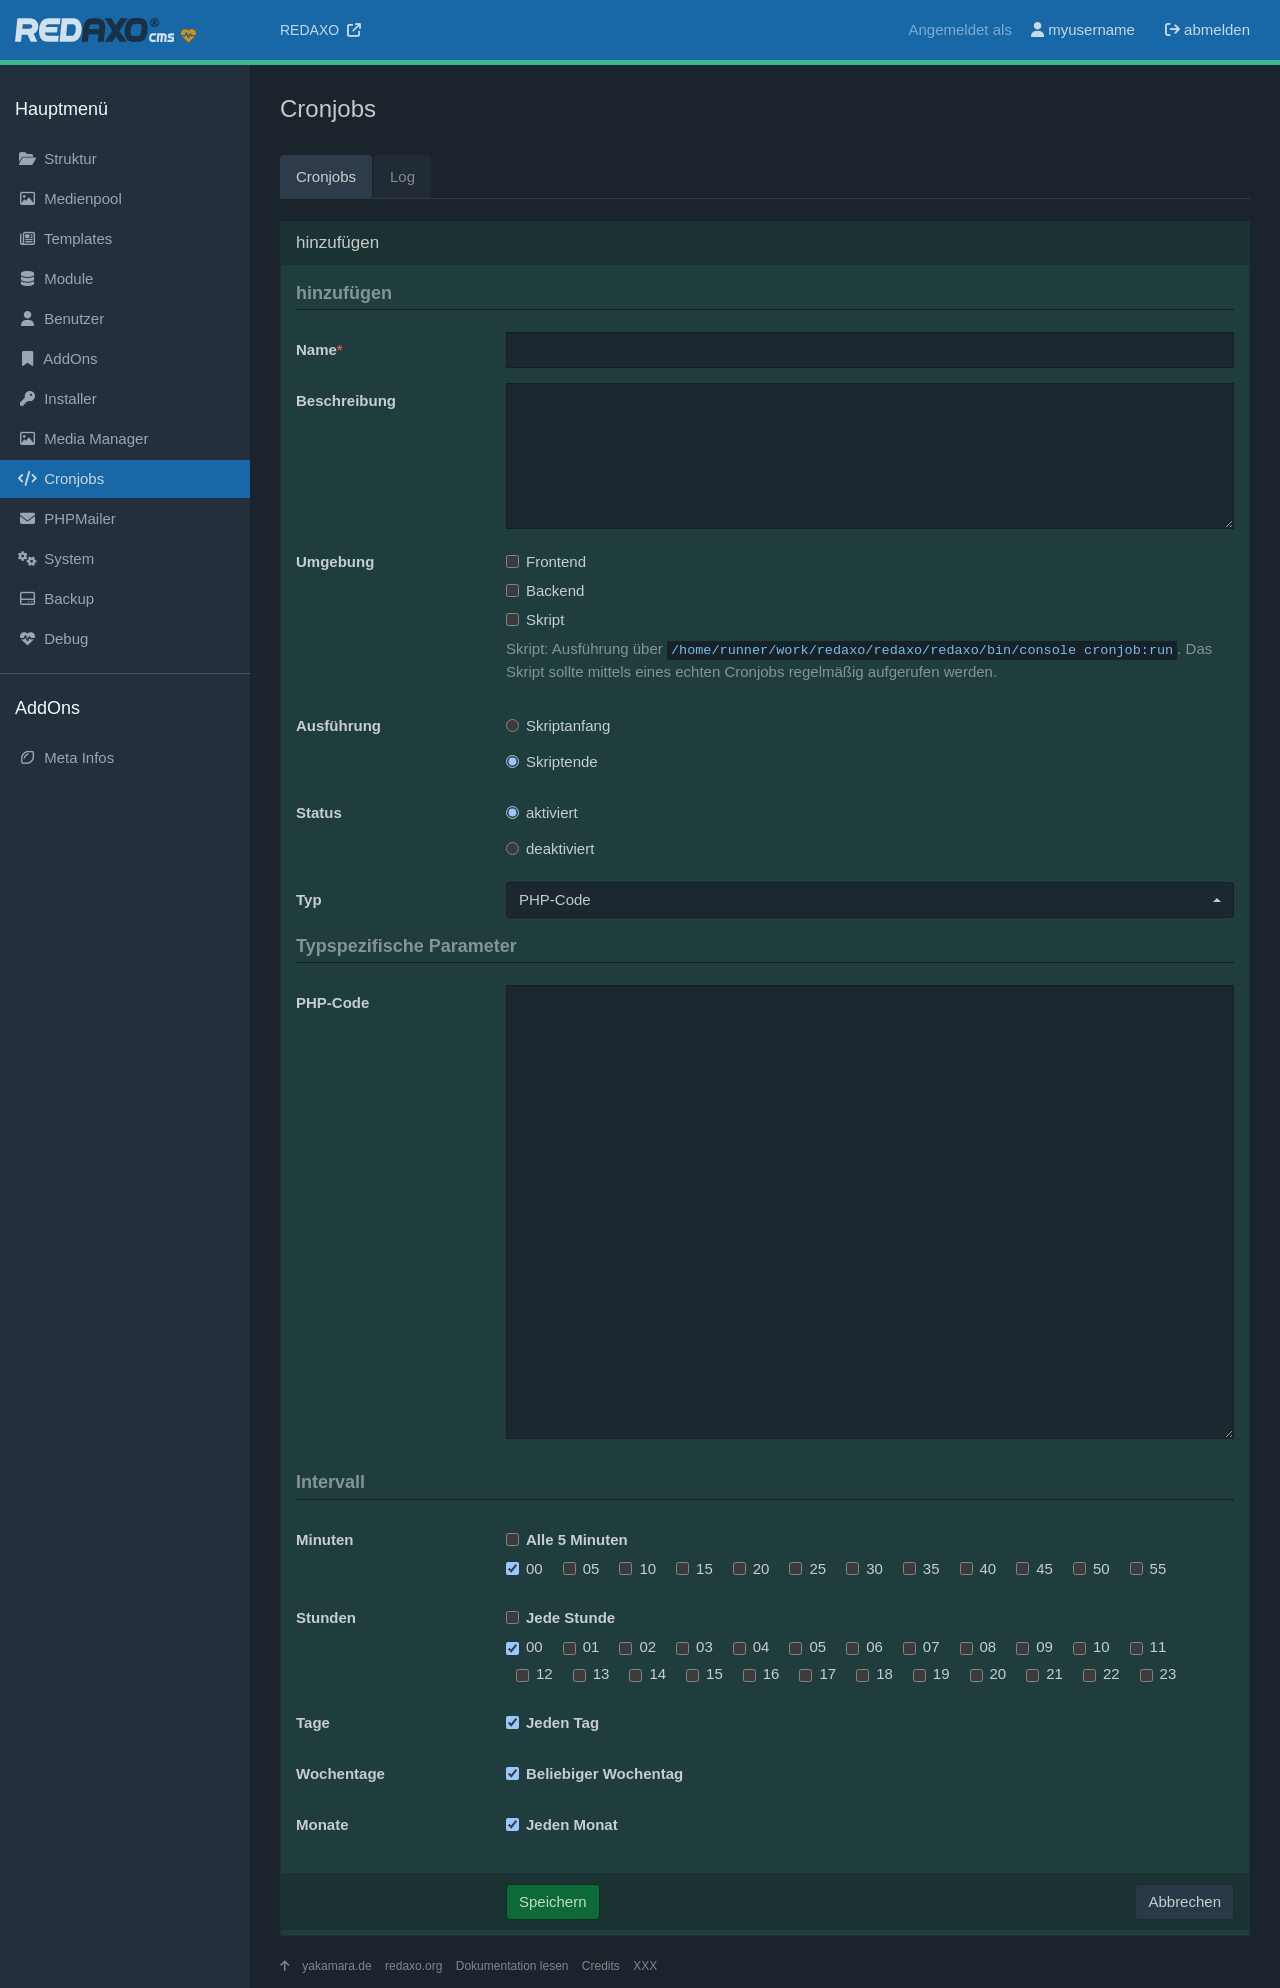 REDAXO® cms
REDAXO
Angemeldet als myusername abmelden
Hauptmenü
Struktur
Medienpool
Templates
Module
Benutzer
AddOns
Installer
Media Manager
Cronjobs
PHPMailer
System
Backup
Debug
AddOns
Meta Infos
Cronjobs
Cronjobs Log
hinzufügen
hinzufügen
Name*
Beschreibung
Umgebung
Frontend
Backend
Skript
Skript: Ausführung über /home/runner/work/redaxo/redaxo/redaxo/bin/console cronjob:run. Das
Skript sollte mittels eines echten Cronjobs regelmäßig aufgerufen werden.
Ausführung
Skriptanfang
Skriptende
Status
aktiviert
deaktiviert
Typ
PHP-Code
Typspezifische Parameter
PHP-Code
Intervall
Minuten
Alle 5 Minuten
00 05 10 15 20 25 30 35 40 45 50 55
Stunden
Jede Stunde
00 01 02 03 04 05 06 07 08 09 10 11
12 13 14 15 16 17 18 19 20 21 22 23
Tage
Jeden Tag
Wochentage
Beliebiger Wochentag
Monate
Jeden Monat
Speichern Abbrechen
yakamara.de redaxo.org Dokumentation lesen Credits XXX